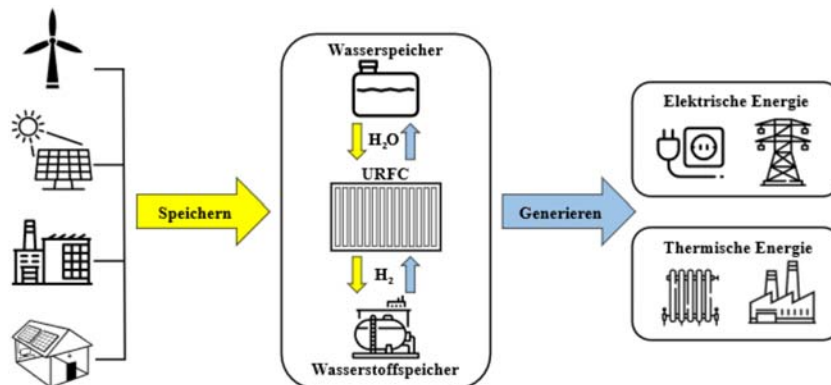 Wasserspeicher
H₂O
URFC
Speichern
H₂
Wasserstoffspeicher
Generieren
Elektrische Energie
Thermische Energie